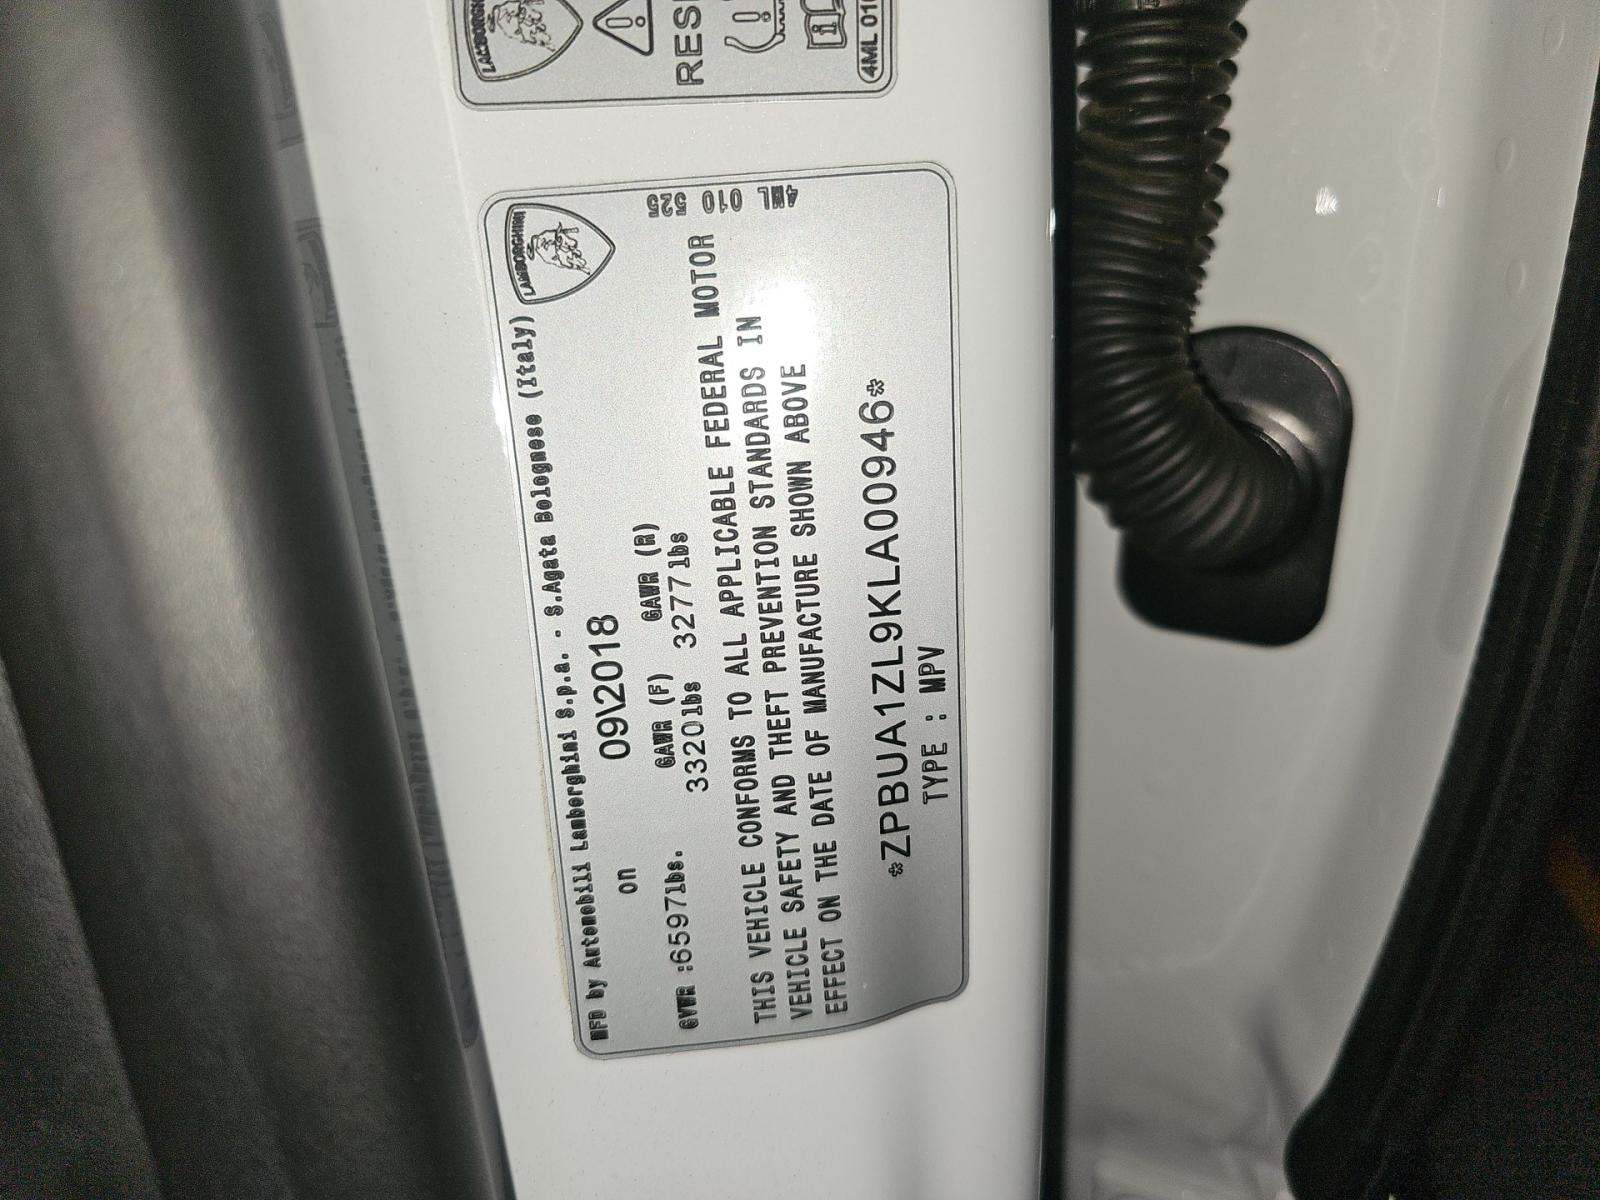 LAMBORGHINI
RES
4ML 010
MFD by Automobili Lamborghini S.p.a. - S.Agata Bolognese (Italy)
LAMBORGHINI
on 09\2018
GAWR (F) GAWR (R)
GVWR :6597lbs. 3320lbs 3277lbs
4ML 010 525
THIS VEHICLE CONFORMS TO ALL APPLICABLE FEDERAL MOTOR
VEHICLE SAFETY AND THEFT PREVENTION STANDARDS IN
EFFECT ON THE DATE OF MANUFACTURE SHOWN ABOVE
*ZPBUA1ZL9KLA00946*
TYPE : MPV